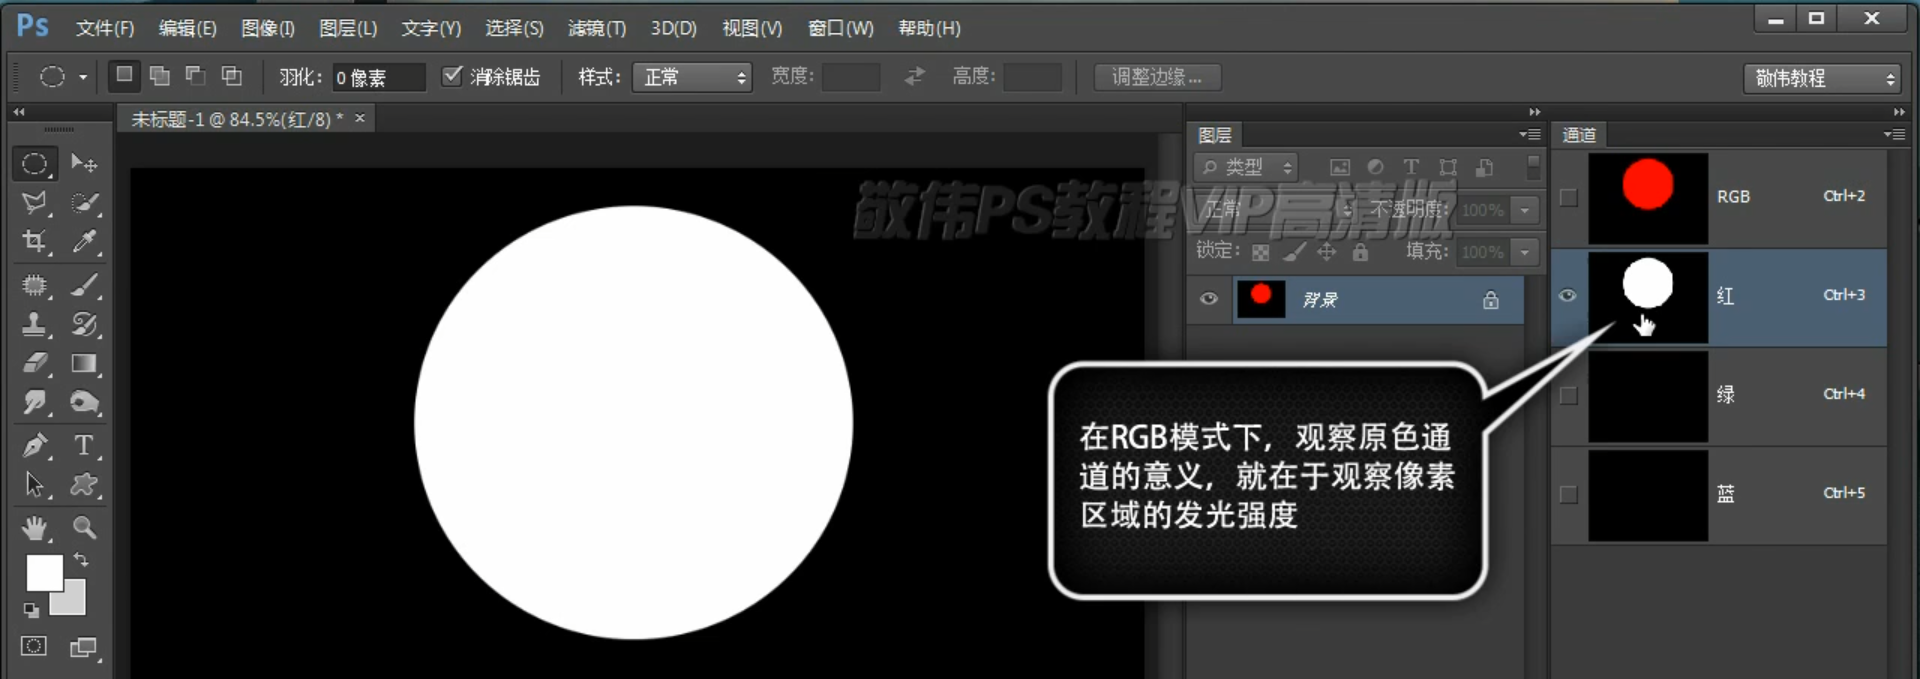 Ps 文件(F) 编辑(E) 图像(I) 图层(L) 文字(Y) 选择(S) 滤镜(T) 3D(D) 视图(V) 窗口(W) 帮助(H)
羽化: 0 像素 消除锯齿 样式: 正常 宽度: 高度: 调整边缘... 敬伟教程
未标题-1 @ 84.5%(红/8) * ×
图层
类型
正常 不透明度: 100%
锁定: 填充: 100%
背景
敬伟PS教程VIP高清版
通道
RGB Ctrl+2
红 Ctrl+3
绿 Ctrl+4
蓝 Ctrl+5
在RGB模式下，观察原色通
道的意义，就在于观察像素
区域的发光强度